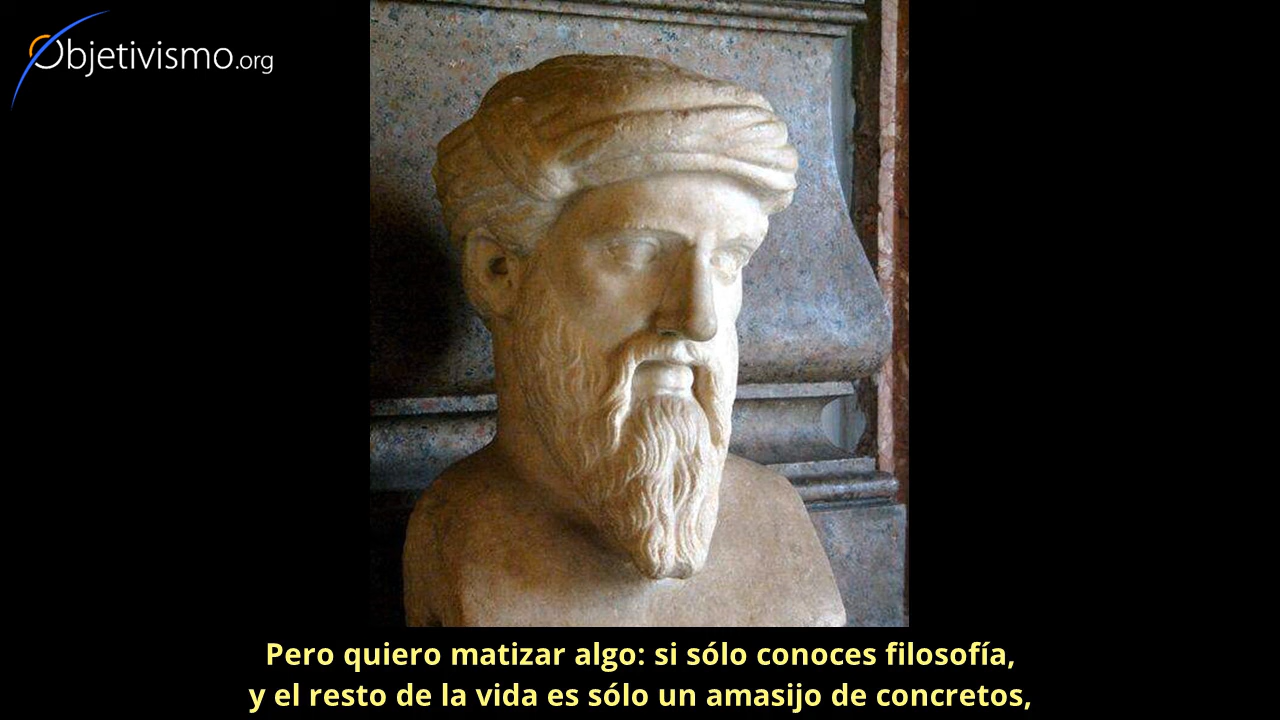 Objetivismo.org
Pero quiero matizar algo: si sólo conoces filosofía,
y el resto de la vida es sólo un amasijo de concretos,